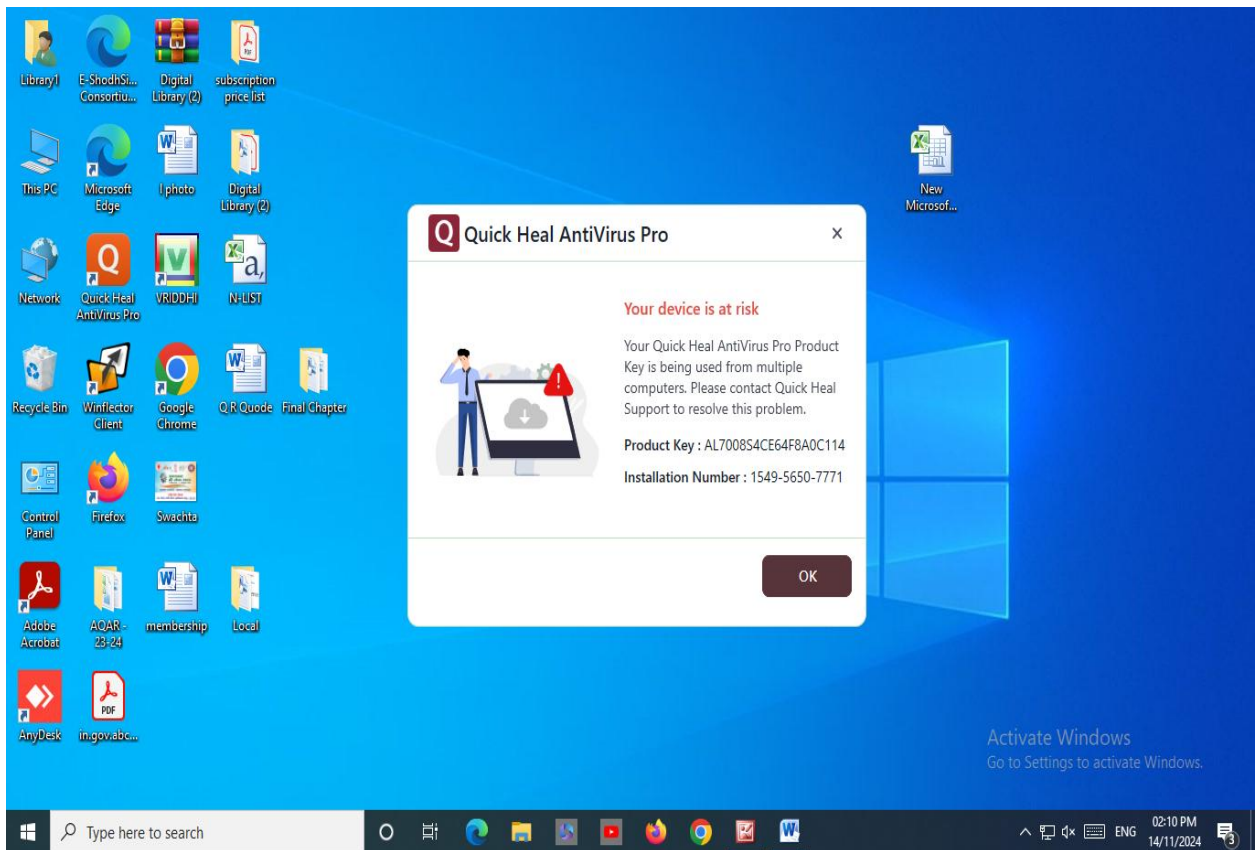 Library1
E-ShodhSi...
Consortiu...
Digital
Library (2)
subscription
price list
This PC
Microsoft
Edge
I photo
Digital
Library (2)
New
Microsof...
Network
Quick Heal
AntiVirus Pro
VRIDDHI
N-LIST
Recycle Bin
Winflector
Client
Google
Chrome
Q R Quode
Final Chapter
Control
Panel
Firefox
Swachta
Adobe
Acrobat
AQAR -
23-24
membership
Local
AnyDesk
in.gov.abc...
PDF
Quick Heal AntiVirus Pro
Your device is at risk
Your Quick Heal AntiVirus Pro Product
Key is being used from multiple
computers. Please contact Quick Heal
Support to resolve this problem.
Product Key : AL7008S4CE64F8A0C114
Installation Number : 1549-5650-7771
OK
Activate Windows
Go to Settings to activate Windows.
Type here to search
ENG
02:10 PM
14/11/2024
3